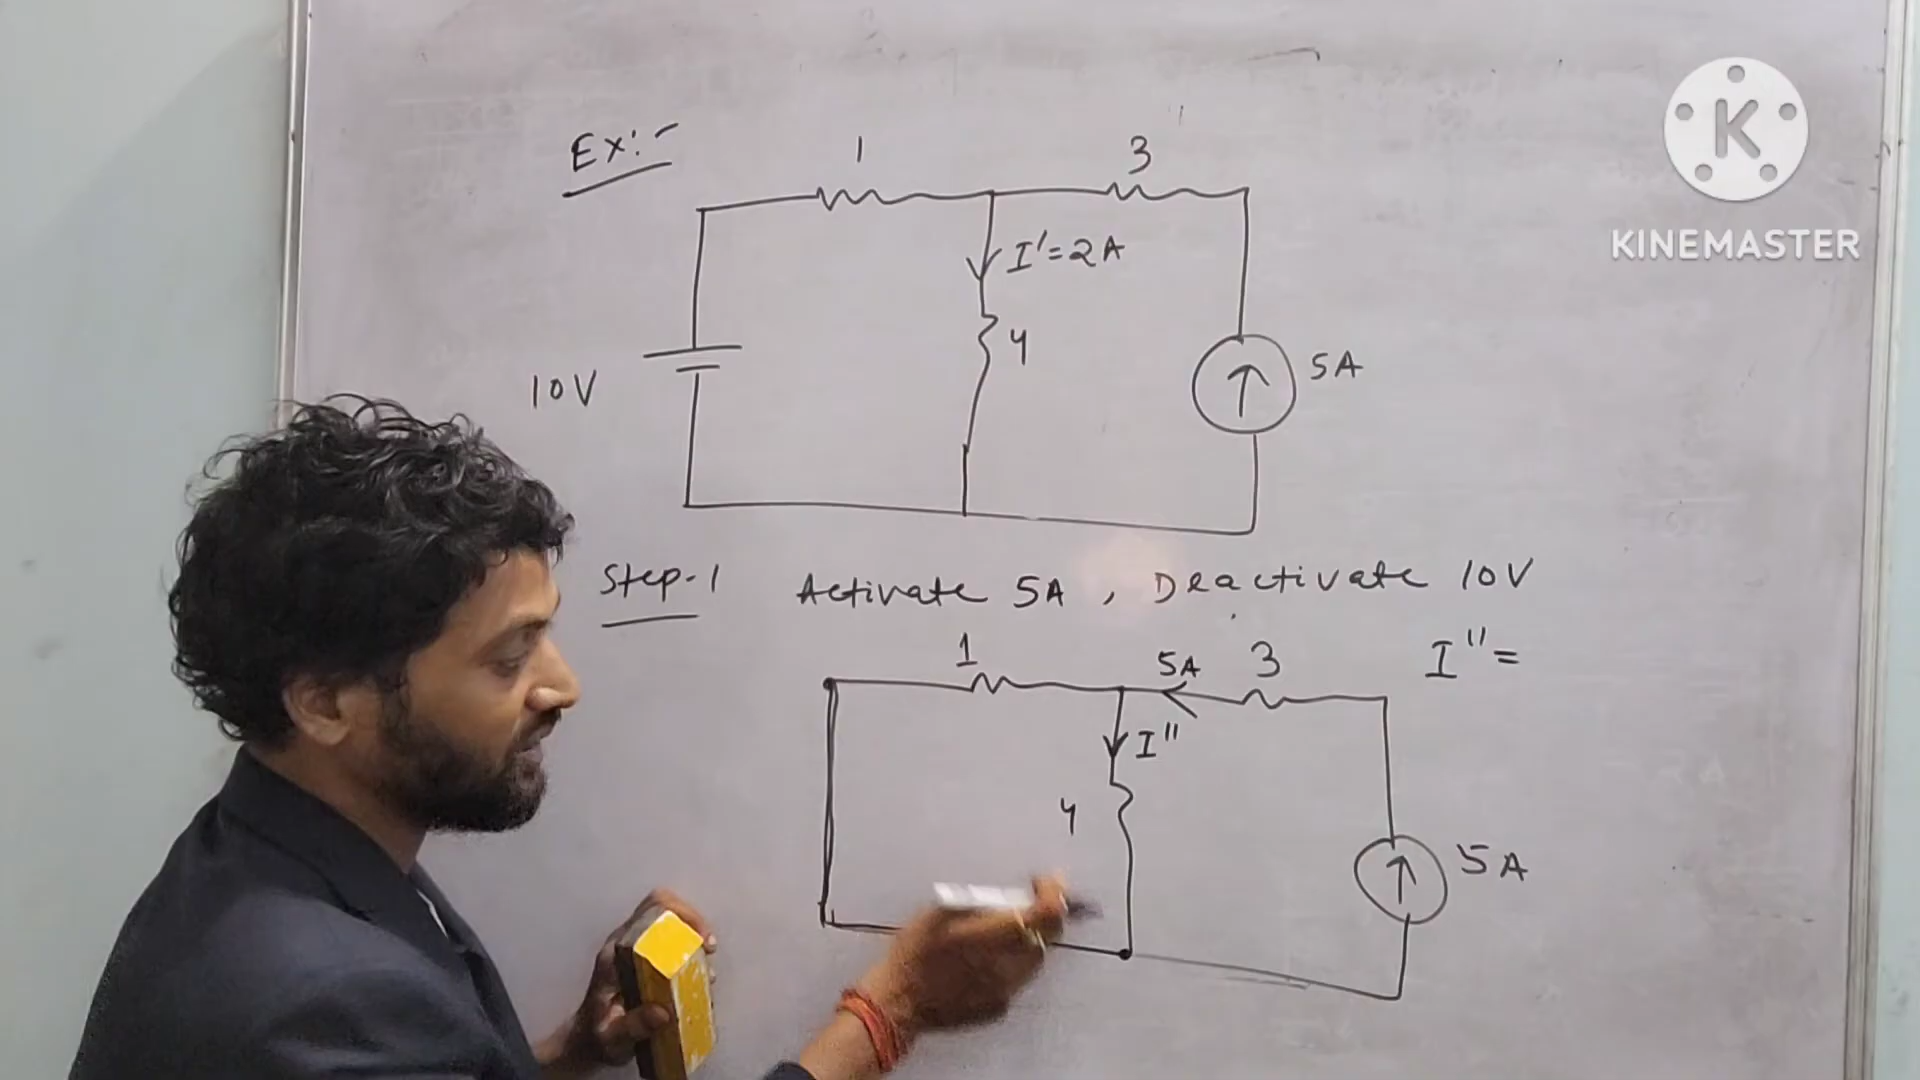 Ex:-
1
3
I'=2A
4
10V
5A
K
KINEMASTER
Step-1 Activate 5A, Deactivate 10V
1
5A
3
I"=
I"
4
5A